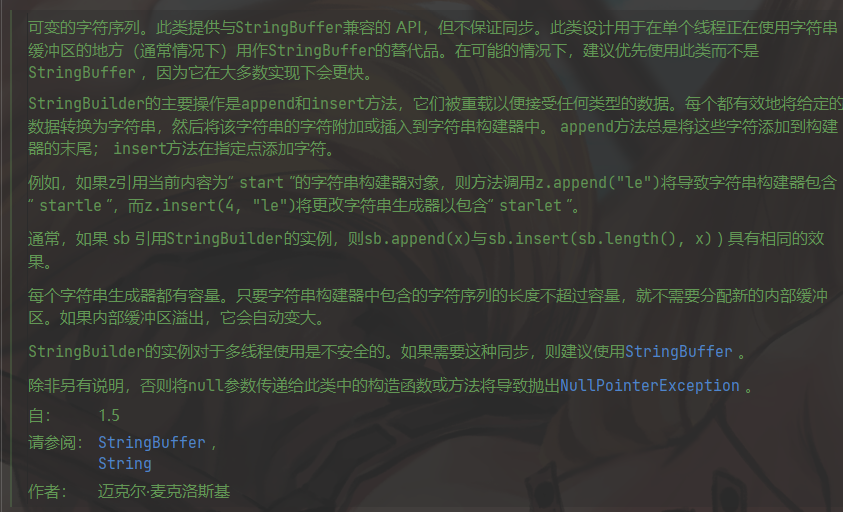 可变的字符序列。此类提供与StringBuffer兼容的 API，但不保证同步。此类设计用于在单个线程正在使用字符串
缓冲区的地方（通常情况下）用作StringBuffer的替代品。在可能的情况下，建议优先使用此类而不是
StringBuffer ，因为它在大多数实现下会更快。
StringBuilder的主要操作是append和insert方法，它们被重载以便接受任何类型的数据。每个都有效地将给定的
数据转换为字符串，然后将该字符串的字符附加或插入到字符串构建器中。 append方法总是将这些字符添加到构建
器的末尾； insert方法在指定点添加字符。
例如，如果z引用当前内容为“ start ”的字符串构建器对象，则方法调用z.append("le")将导致字符串构建器包含
“ startle ”，而z.insert(4, "le")将更改字符串生成器以包含“ starlet ”。
通常，如果 sb 引用StringBuilder的实例，则sb.append(x)与sb.insert(sb.length(), x) ) 具有相同的效
果。
每个字符串生成器都有容量。只要字符串构建器中包含的字符序列的长度不超过容量，就不需要分配新的内部缓冲
区。如果内部缓冲区溢出，它会自动变大。
StringBuilder的实例对于多线程使用是不安全的。如果需要这种同步，则建议使用StringBuffer 。
除非另有说明，否则将null参数传递给此类中的构造函数或方法将导致抛出NullPointerException 。
自： 1.5
请参阅： StringBuffer ，
String
作者： 迈克尔·麦克洛斯基